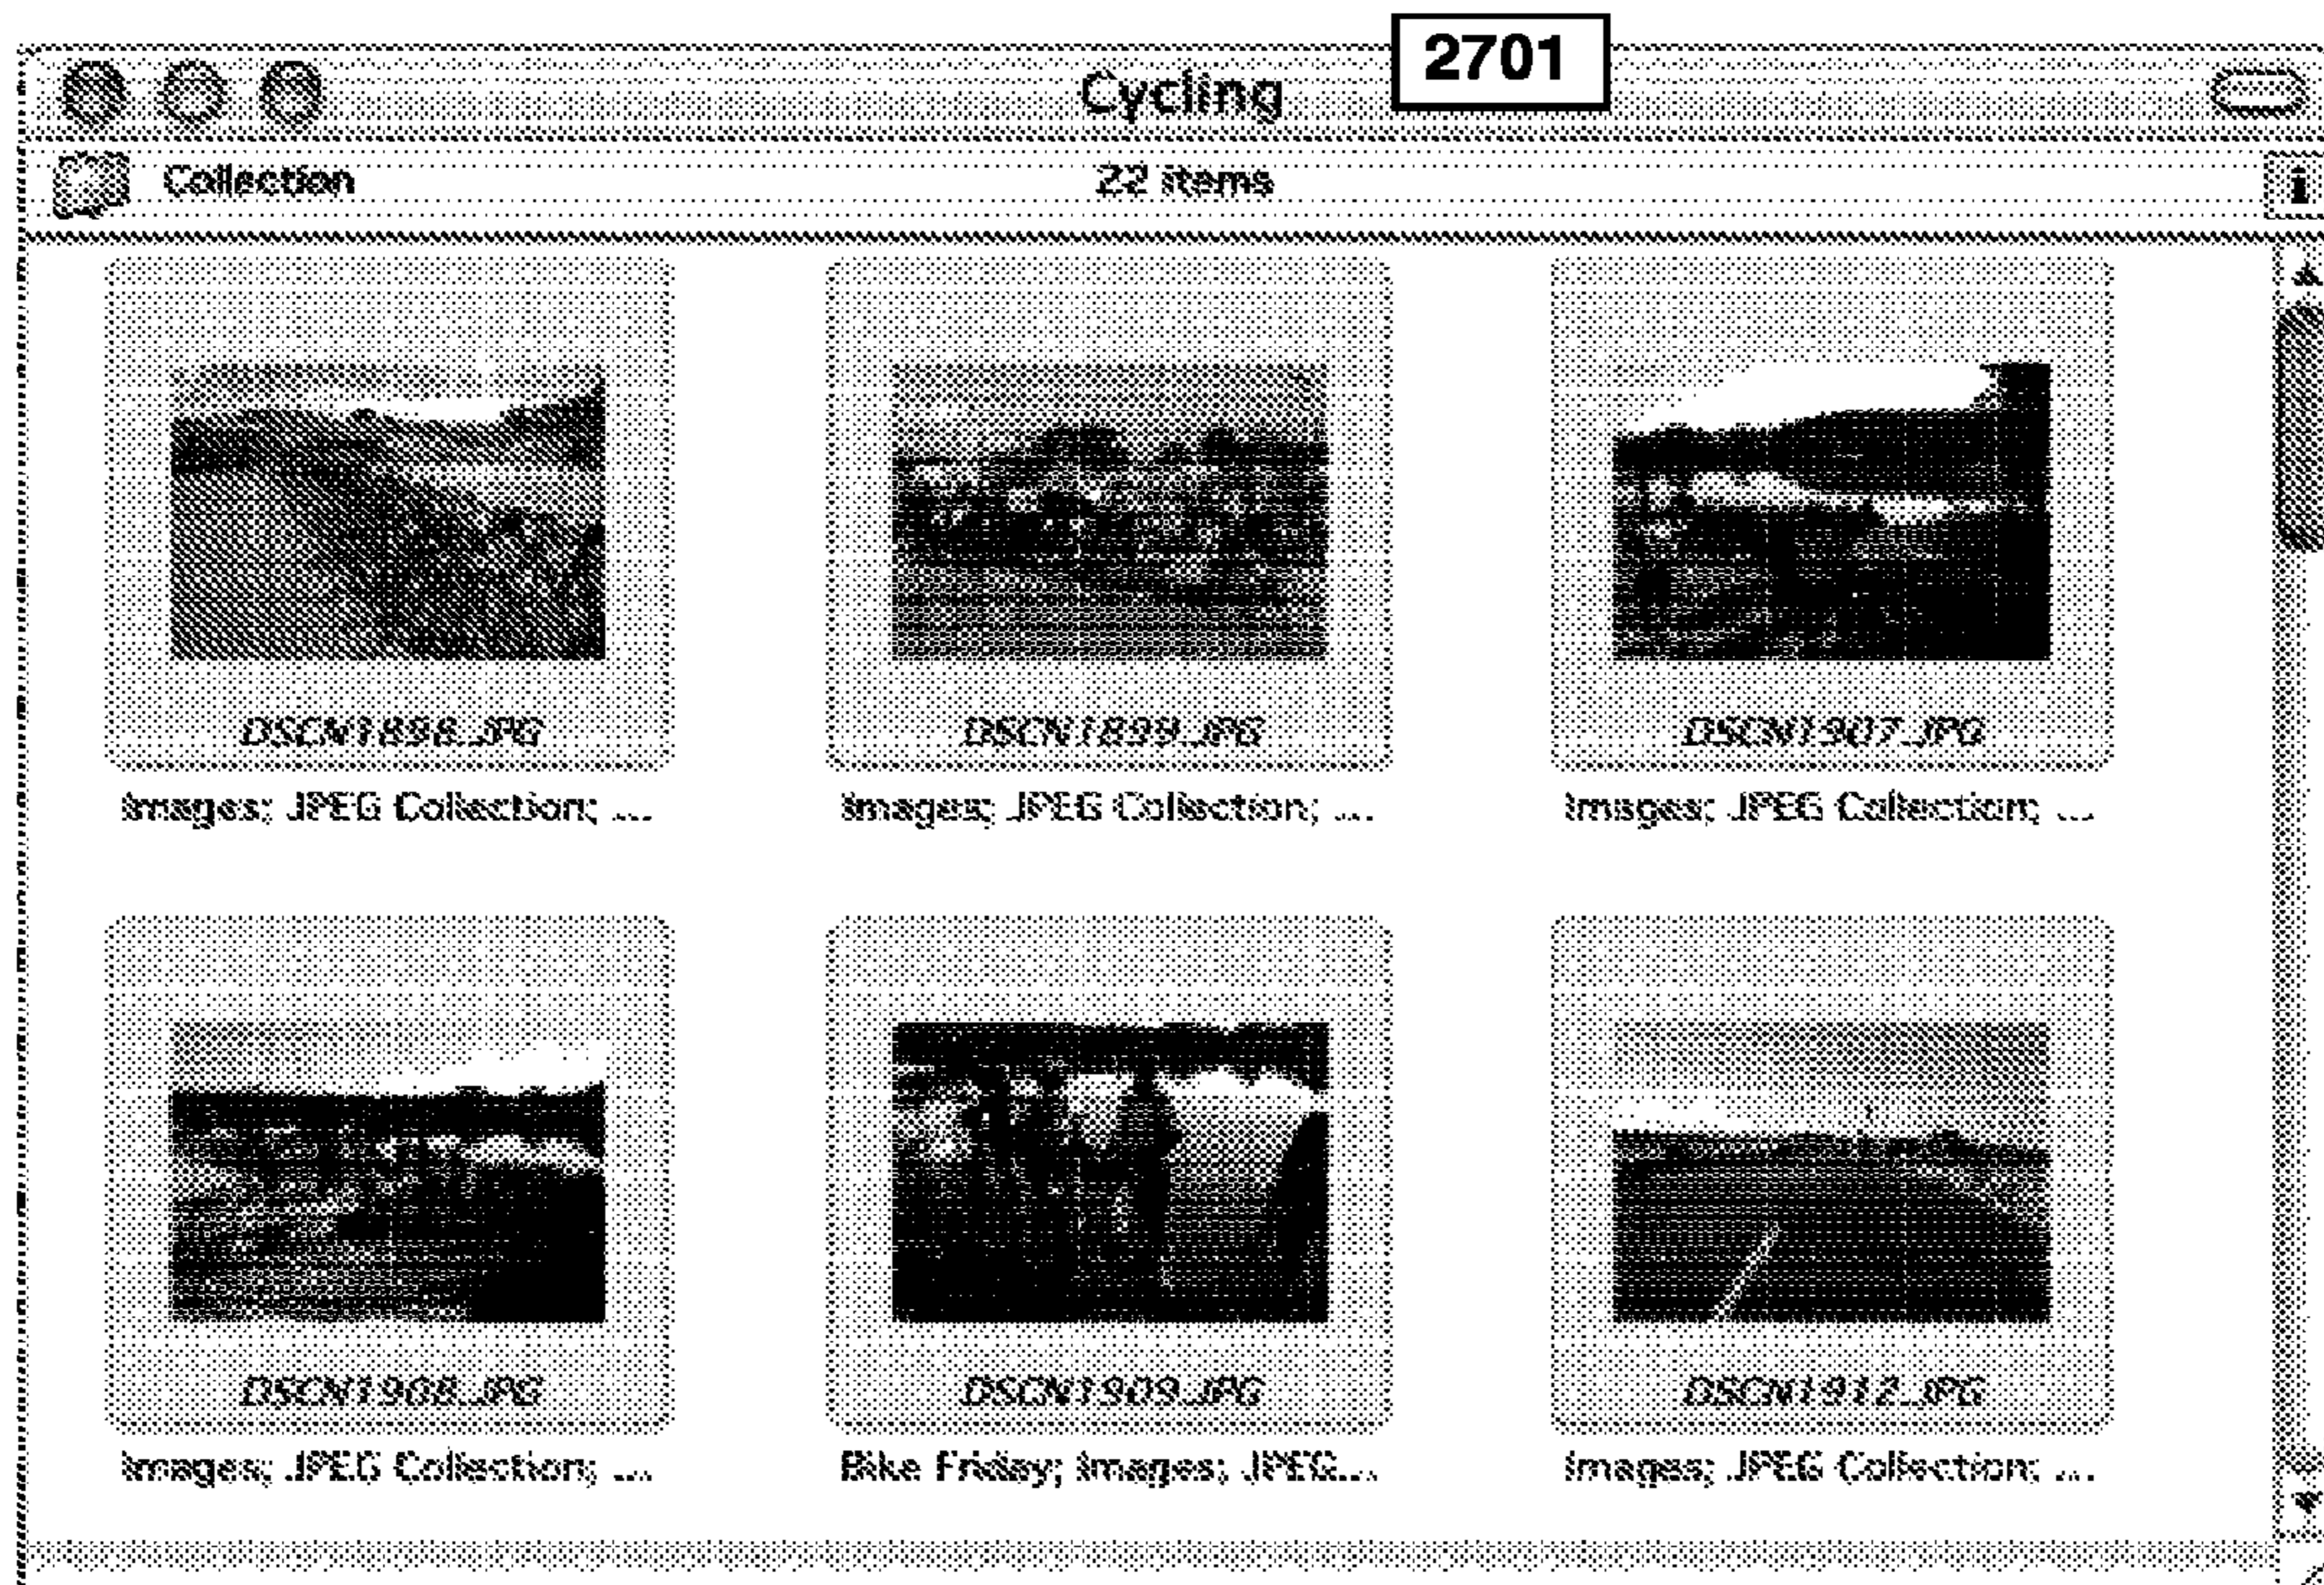 2701
Cycling
Collection 22 items i
DSCN1898.JPG DSCN1899.JPG DSCN1907.JPG
Images; JPEG Collection; ... Images; JPEG Collection; ... Images; JPEG Collection; ...
DSCN1908.JPG DSCN1909.JPG DSCN1912.JPG
Images; JPEG Collection; ... Bike Friday; Images; JPEG... Images; JPEG Collection; ...